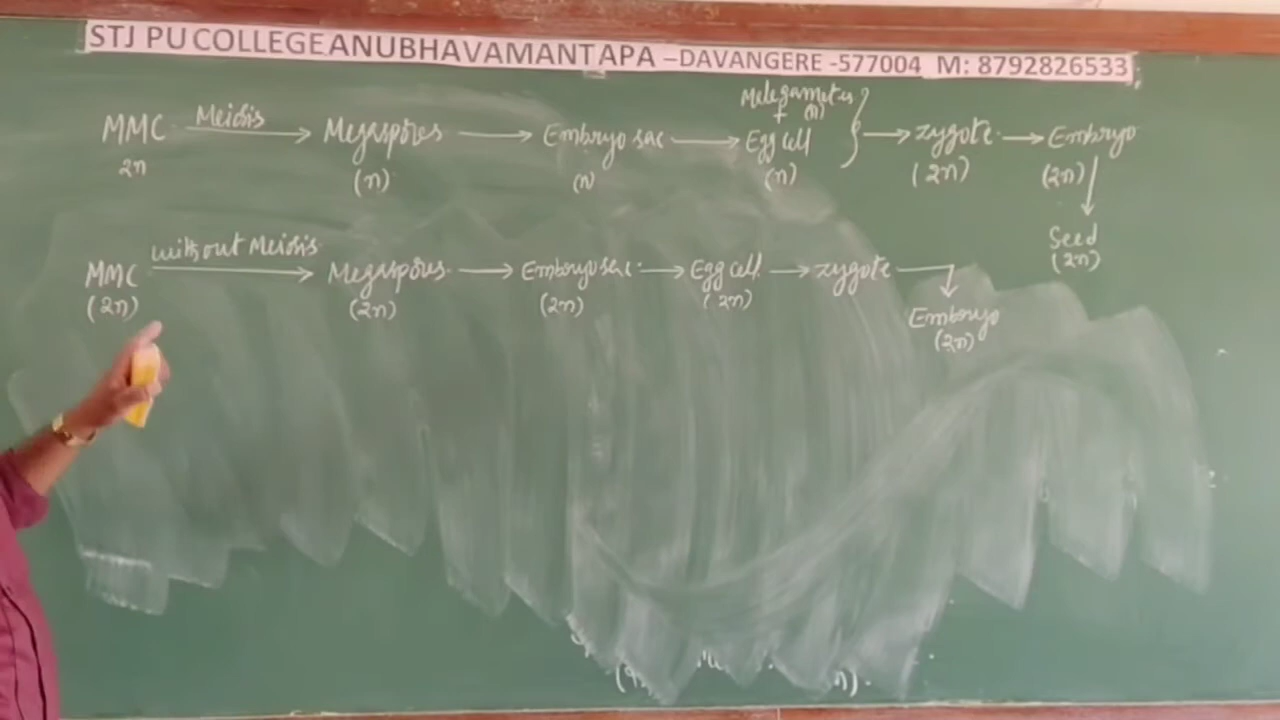 STJ PU COLLEGE ANUBHAVAMANTAPA –DAVANGERE -577004 M: 8792826533
Malegametes
+ (n)
MMC Meiosis → Megaspores → Embryo sac → Egg cell } → zygote → Embryo
2n (n) (n) (n) (2n) (2n)
Seed
(2n)
MMC without Meiosis → Megaspores → Embryo sac → Egg cell → zygote
(2n) (2n) (2n) (2n)
Embryo
(2n)